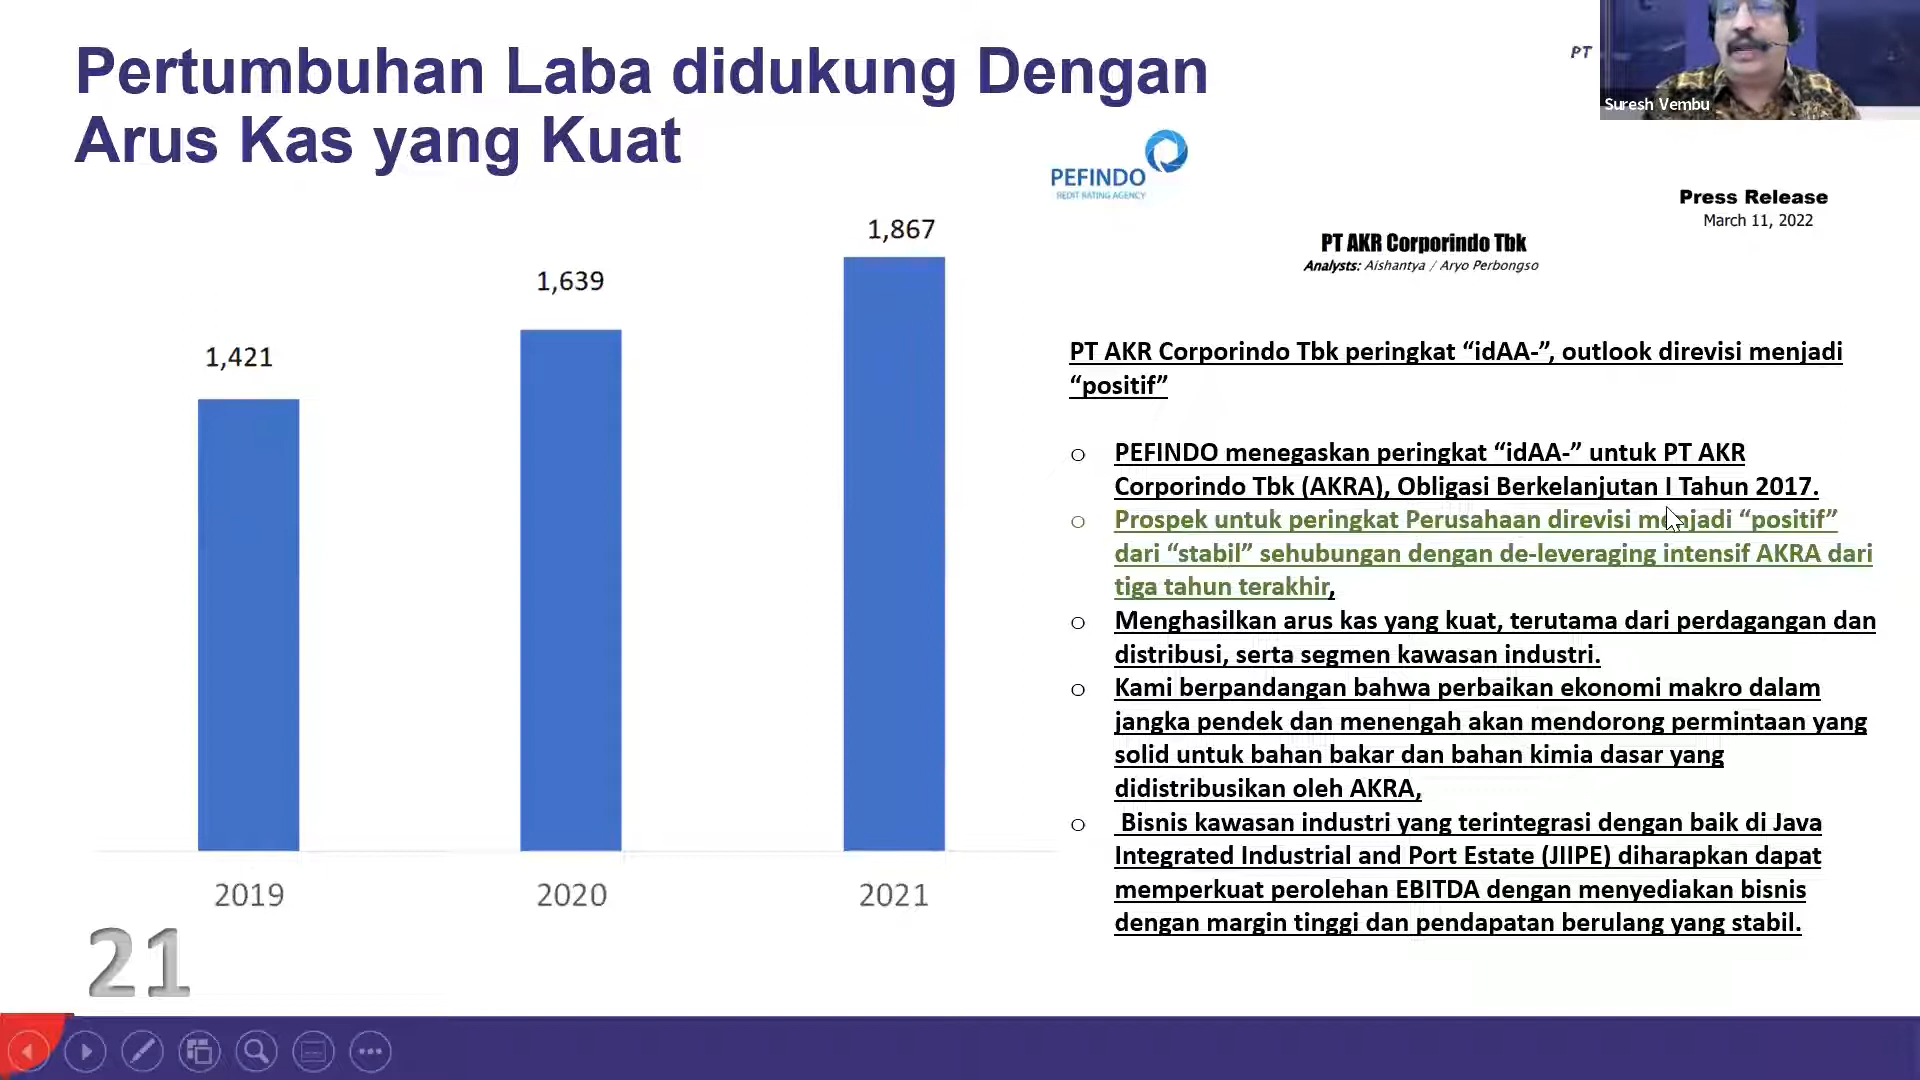 Pertumbuhan Laba didukung Dengan
Arus Kas yang Kuat
PT
Suresh Vembu
PEFINDO
REDIT RATING AGENCY
Press Release
March 11, 2022
PT AKR Corporindo Tbk
Analysts: Aishantya / Aryo Perbongso
1,421
1,639
1,867
2019
2020
2021
PT AKR Corporindo Tbk peringkat “idAA-”, outlook direvisi menjadi
“positif”
o PEFINDO menegaskan peringkat “idAA-” untuk PT AKR
Corporindo Tbk (AKRA), Obligasi Berkelanjutan I Tahun 2017.
o Prospek untuk peringkat Perusahaan direvisi menjadi “positif”
dari “stabil” sehubungan dengan de-leveraging intensif AKRA dari
tiga tahun terakhir,
o Menghasilkan arus kas yang kuat, terutama dari perdagangan dan
distribusi, serta segmen kawasan industri.
o Kami berpandangan bahwa perbaikan ekonomi makro dalam
jangka pendek dan menengah akan mendorong permintaan yang
solid untuk bahan bakar dan bahan kimia dasar yang
didistribusikan oleh AKRA,
o Bisnis kawasan industri yang terintegrasi dengan baik di Java
Integrated Industrial and Port Estate (JIIPE) diharapkan dapat
memperkuat perolehan EBITDA dengan menyediakan bisnis
dengan margin tinggi dan pendapatan berulang yang stabil.
21